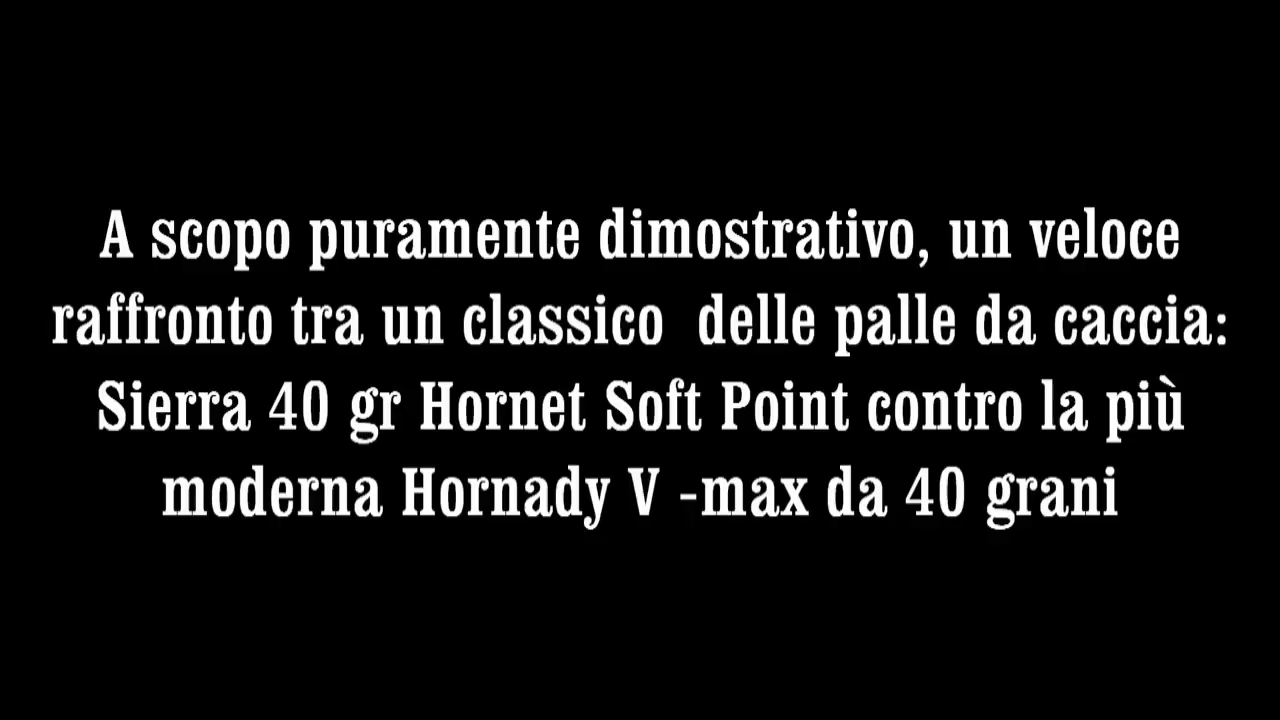 A scopo puramente dimostrativo, un veloce
raffronto tra un classico  delle palle da caccia:
Sierra 40 gr Hornet Soft Point contro la più
moderna Hornady V -max da 40 grani